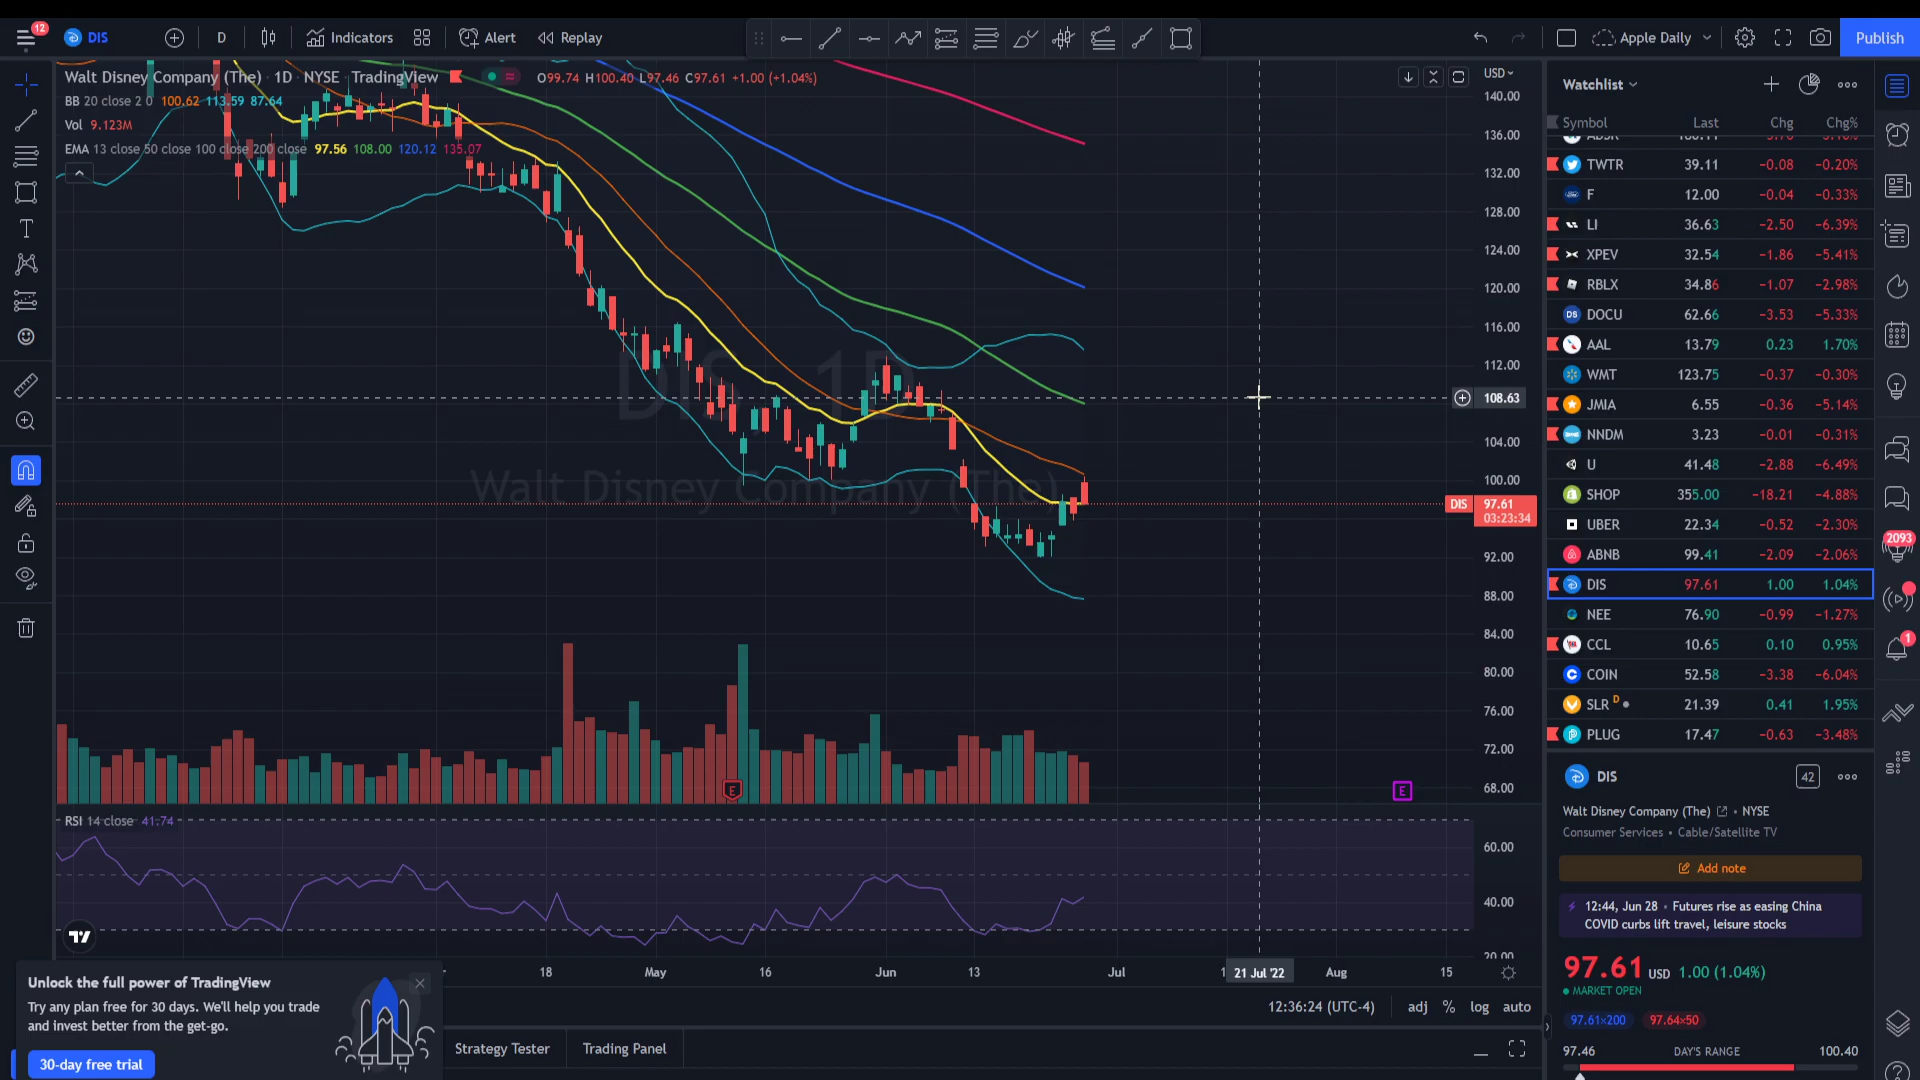 12
DIS
D
Indicators
Alert
Replay
Apple Daily
Publish
Walt Disney Company (The) · 1D · NYSE · TradingView
O99.74 H100.40 L97.46 C97.61 +1.00 (+1.04%)
BB 20 close 2 0 100.62 113.59 87.64
Vol 9.123M
EMA 13 close 50 close 100 close 200 close 97.56 108.00 120.12 135.07
DIS 1D
Walt Disney Company (The)
USD
140.00
136.00
132.00
128.00
124.00
120.00
116.00
112.00
108.63
104.00
100.00
DIS 97.61
03:23:34
92.00
88.00
84.00
80.00
76.00
72.00
68.00
E
E
RSI 14 close 41.74
60.00
40.00
20.00
18 May 16 Jun 13 Jul 21 Jul '22 Aug 15
12:36:24 (UTC-4)
adj % log auto
Unlock the full power of TradingView
Try any plan free for 30 days. We'll help you trade
and invest better from the get-go.
30-day free trial
Strategy Tester
Trading Panel
Watchlist
Symbol Last Chg Chg%
TWTR 39.11 −0.08 −0.20%
F 12.00 −0.04 −0.33%
LI 36.63 −2.50 −6.39%
XPEV 32.54 −1.86 −5.41%
RBLX 34.86 −1.07 −2.98%
DS DOCU 62.66 −3.53 −5.33%
AAL 13.79 0.23 1.70%
WMT 123.75 −0.37 −0.30%
JMIA 6.55 −0.36 −5.14%
NNDM 3.23 −0.01 −0.31%
U 41.48 −2.88 −6.49%
SHOP 355.00 −18.21 −4.88%
UBER 22.34 −0.52 −2.30%
ABNB 99.41 −2.09 −2.06%
DIS 97.61 1.00 1.04%
NEE 76.90 −0.99 −1.27%
CCL 10.65 0.10 0.95%
COIN 52.58 −3.38 −6.04%
SLR D 21.39 0.41 1.95%
PLUG 17.47 −0.63 −3.48%
DIS
42
Walt Disney Company (The) • NYSE
Consumer Services • Cable/Satellite TV
Add note
12:44, Jun 28 • Futures rise as easing China
COVID curbs lift travel, leisure stocks
97.61 USD 1.00 (1.04%)
MARKET OPEN
97.61×200 97.64×50
97.46 DAY'S RANGE 100.40
2093
1